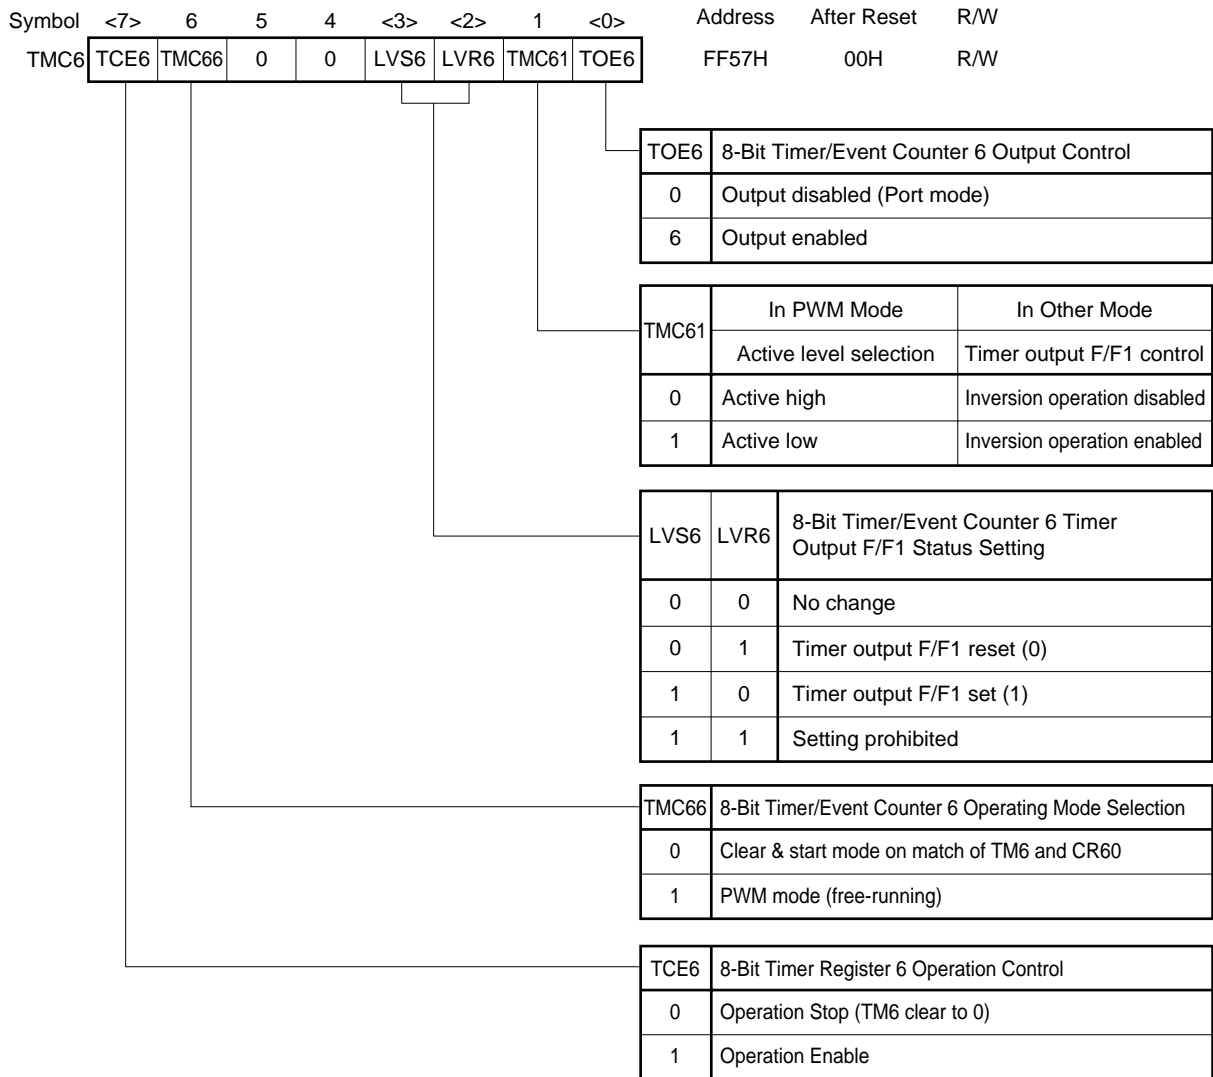 Symbol <7> 6 5 4 <3> <2> 1 <0> Address After Reset R/W
TMC6 TCE6 TMC66 0 0 LVS6 LVR6 TMC61 TOE6 FF57H 00H R/W
TOE6 8-Bit Timer/Event Counter 6 Output Control
0 Output disabled (Port mode)
6 Output enabled
TMC61 In PWM Mode In Other Mode
Active level selection Timer output F/F1 control
0 Active high Inversion operation disabled
1 Active low Inversion operation enabled
LVS6 LVR6 8-Bit Timer/Event Counter 6 Timer
Output F/F1 Status Setting
0 0 No change
0 1 Timer output F/F1 reset (0)
1 0 Timer output F/F1 set (1)
1 1 Setting prohibited
TMC66 8-Bit Timer/Event Counter 6 Operating Mode Selection
0 Clear & start mode on match of TM6 and CR60
1 PWM mode (free-running)
TCE6 8-Bit Timer Register 6 Operation Control
0 Operation Stop (TM6 clear to 0)
1 Operation Enable